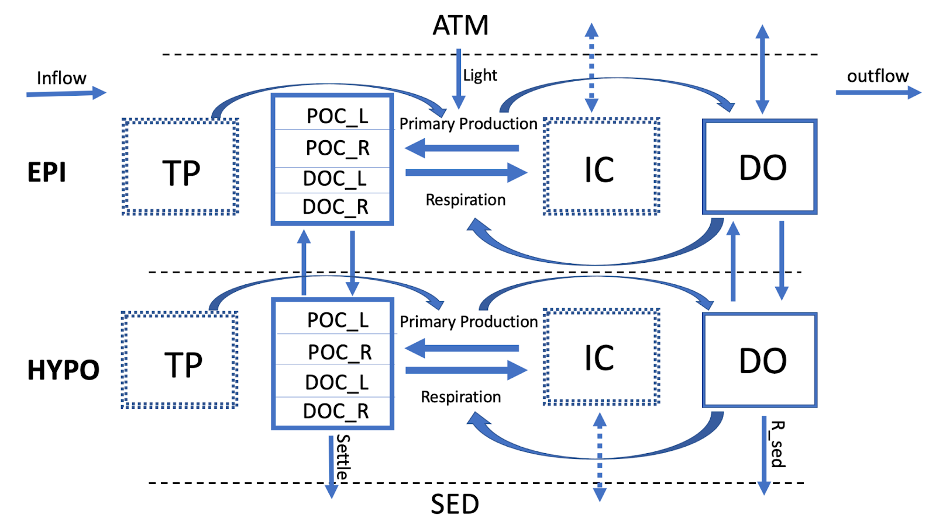 ATM
Inflow
Light
outflow
EPI
TP
POC_L
POC_R
DOC_L
DOC_R
Primary Production
Respiration
IC
DO
HYPO
TP
POC_L
POC_R
DOC_L
DOC_R
Primary Production
Respiration
IC
DO
Settle
R_sed
SED